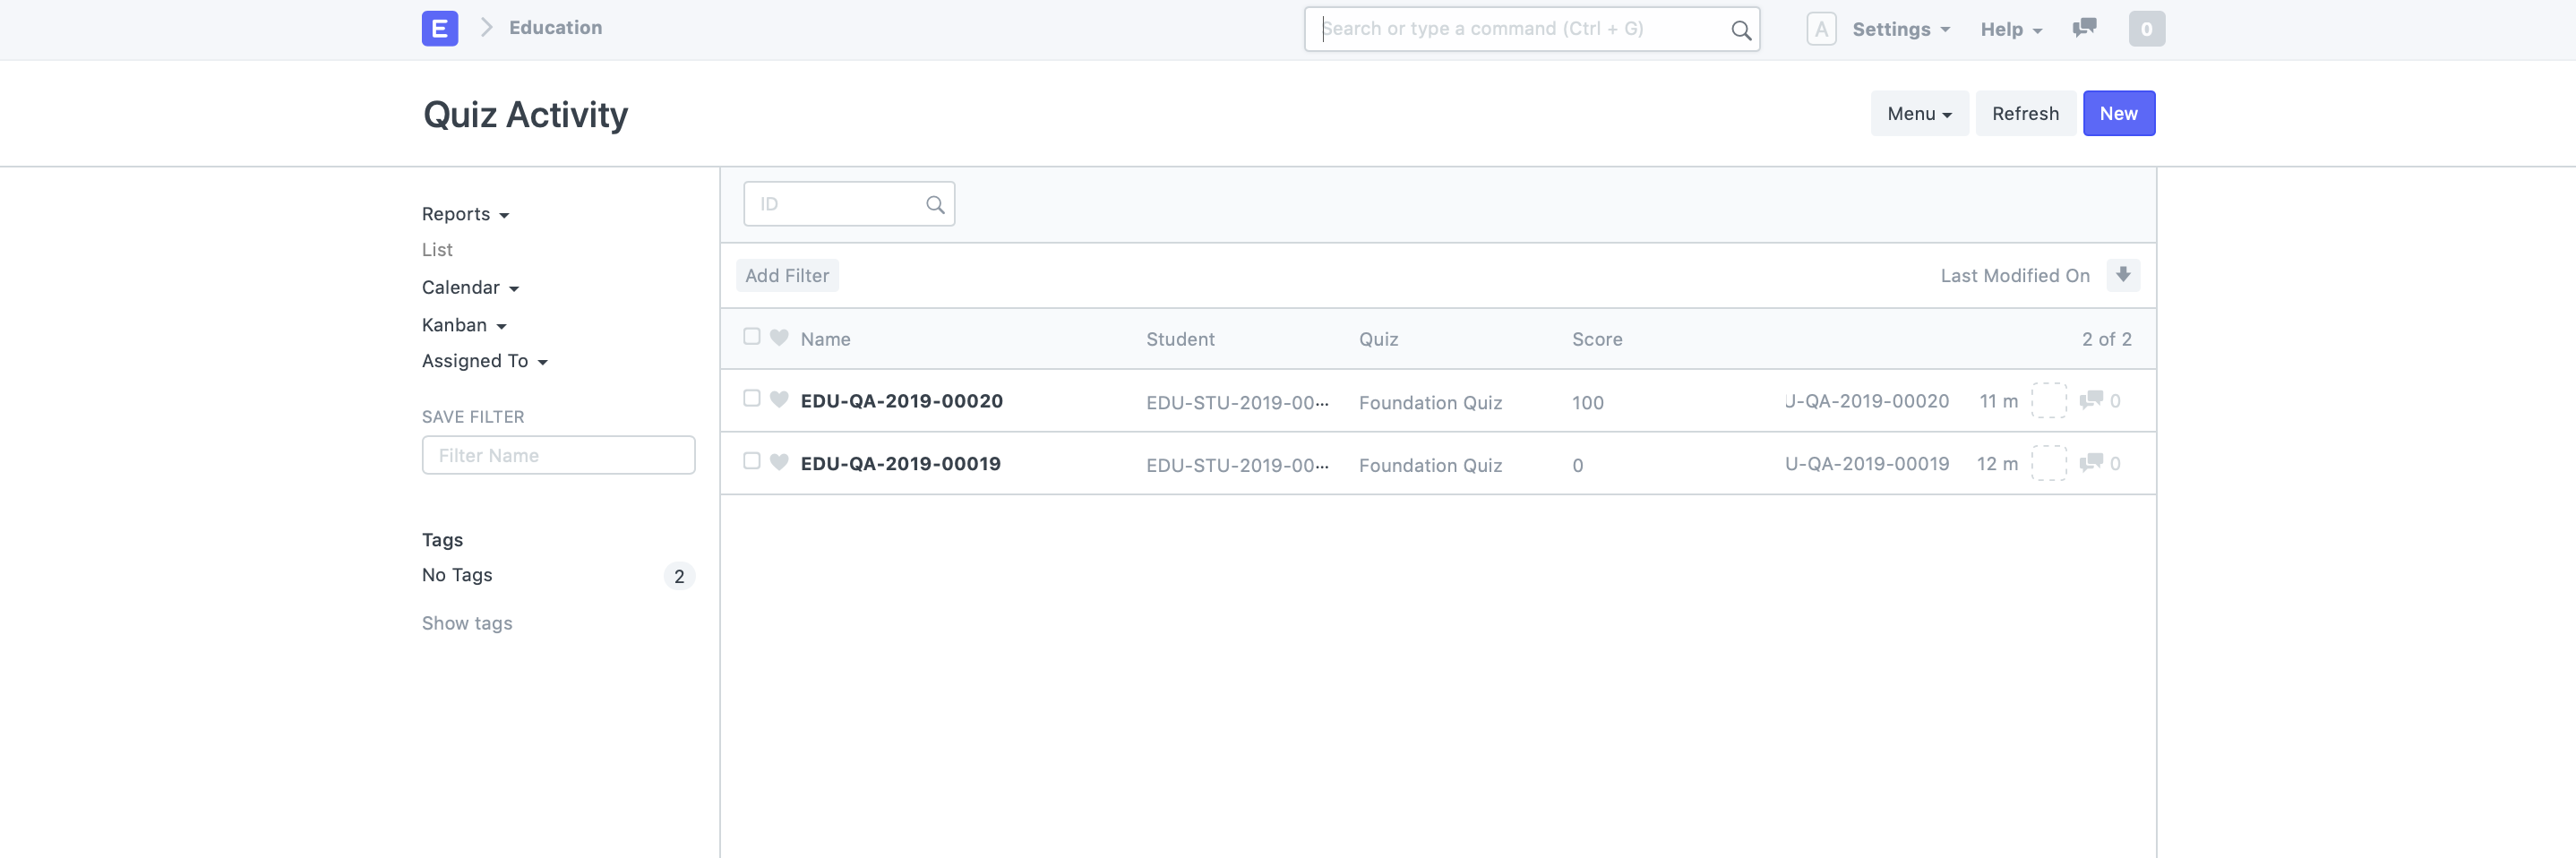 E Education Search or type a command (Ctrl + G) A Settings Help 0
Quiz Activity Menu Refresh New
Reports
List
Calendar
Kanban
Assigned To
SAVE FILTER
Filter Name
Tags
No Tags 2
Show tags
ID
Add Filter Last Modified On
Name Student Quiz Score 2 of 2
EDU-QA-2019-00020 EDU-STU-2019-00... Foundation Quiz 100 U-QA-2019-00020 11 m 0
EDU-QA-2019-00019 EDU-STU-2019-00... Foundation Quiz 0 U-QA-2019-00019 12 m 0